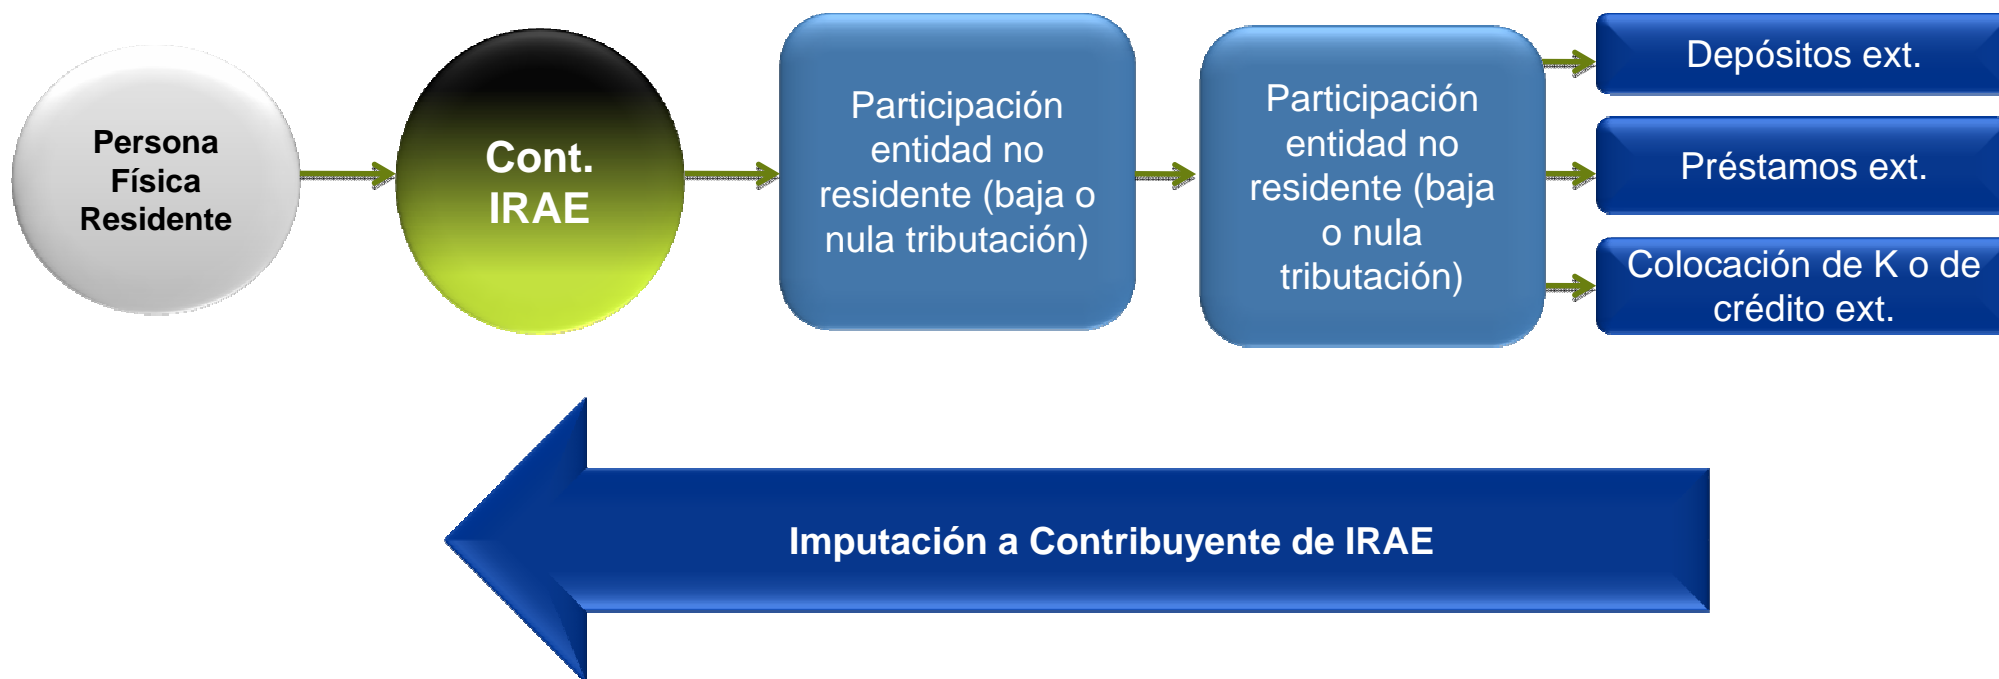 Persona
Física
Residente
Cont.
IRAE
Participación
entidad no
residente (baja o
nula tributación)
Participación
entidad no
residente (baja
o nula
tributación)
Depósitos ext.
Préstamos ext.
Colocación de K o de
crédito ext.
Imputación a Contribuyente de IRAE